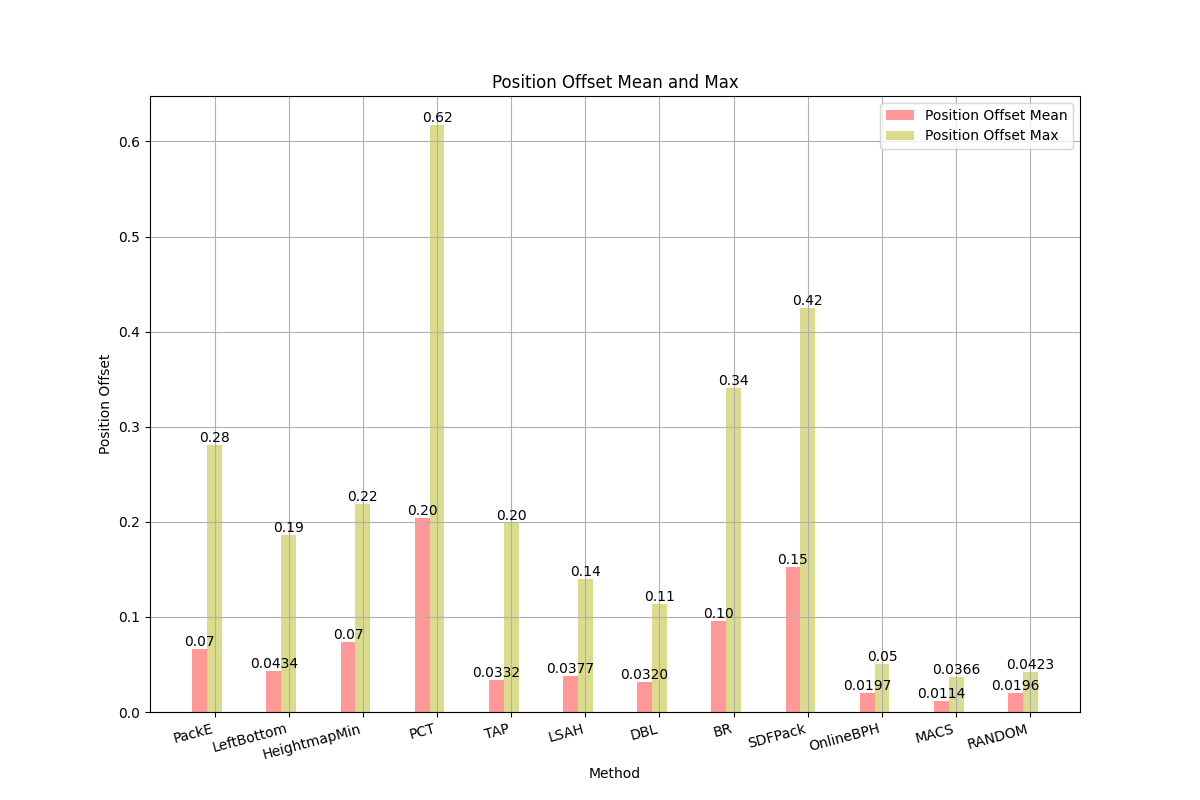 Position Offset Mean and Max
Position Offset Mean
Position Offset Max
Position Offset
0.6
0.5
0.4
0.3
0.2
0.1
0.0
0.07
0.28
0.0434
0.19
0.07
0.22
0.20
0.62
0.0332
0.20
0.0377
0.14
0.0320
0.11
0.10
0.34
0.15
0.42
0.0197
0.05
0.0114
0.0366
0.0196
0.0423
PackE
LeftBottom
HeightmapMin
PCT
TAP
LSAH
DBL
BR
SDFPack
OnlineBPH
MACS
RANDOM
Method